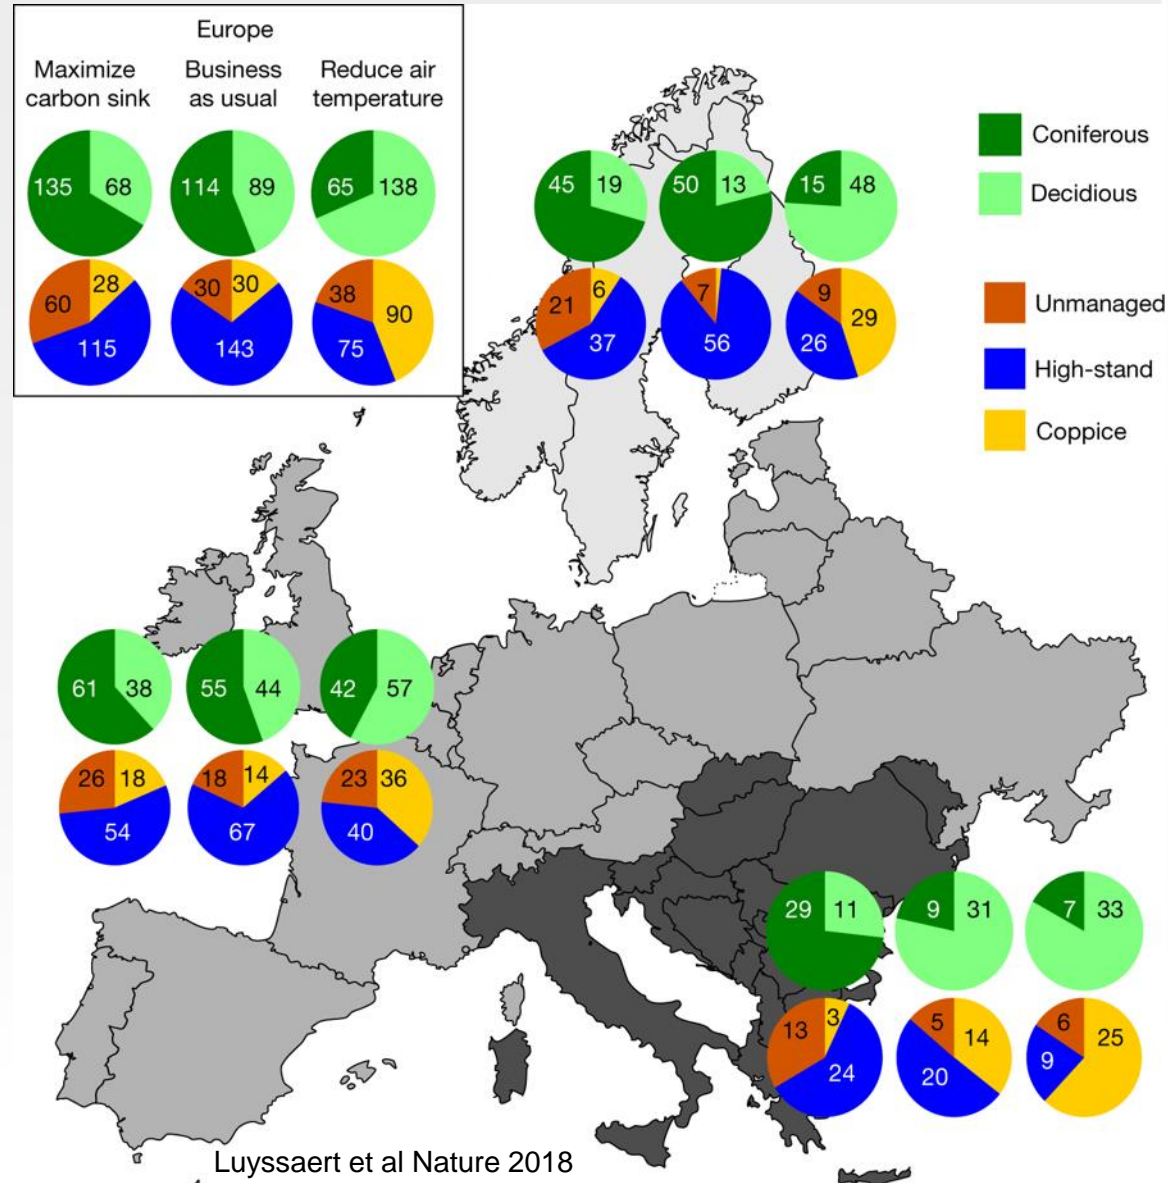 Europe
Maximize carbon sink
Business as usual
Reduce air temperature
135 68
114 89
65 138
60 28 115
30 30 143
38 90 75
45 19
50 13
15 48
21 6 37
7 56
9 29 26
Coniferous
Decidious
Unmanaged
High-stand
Coppice
61 38
55 44
42 57
26 18 54
18 14 67
23 36 40
29 11
9 31
7 33
13 3 24
5 14 20
6 25 9
Luyssaert et al Nature 2018